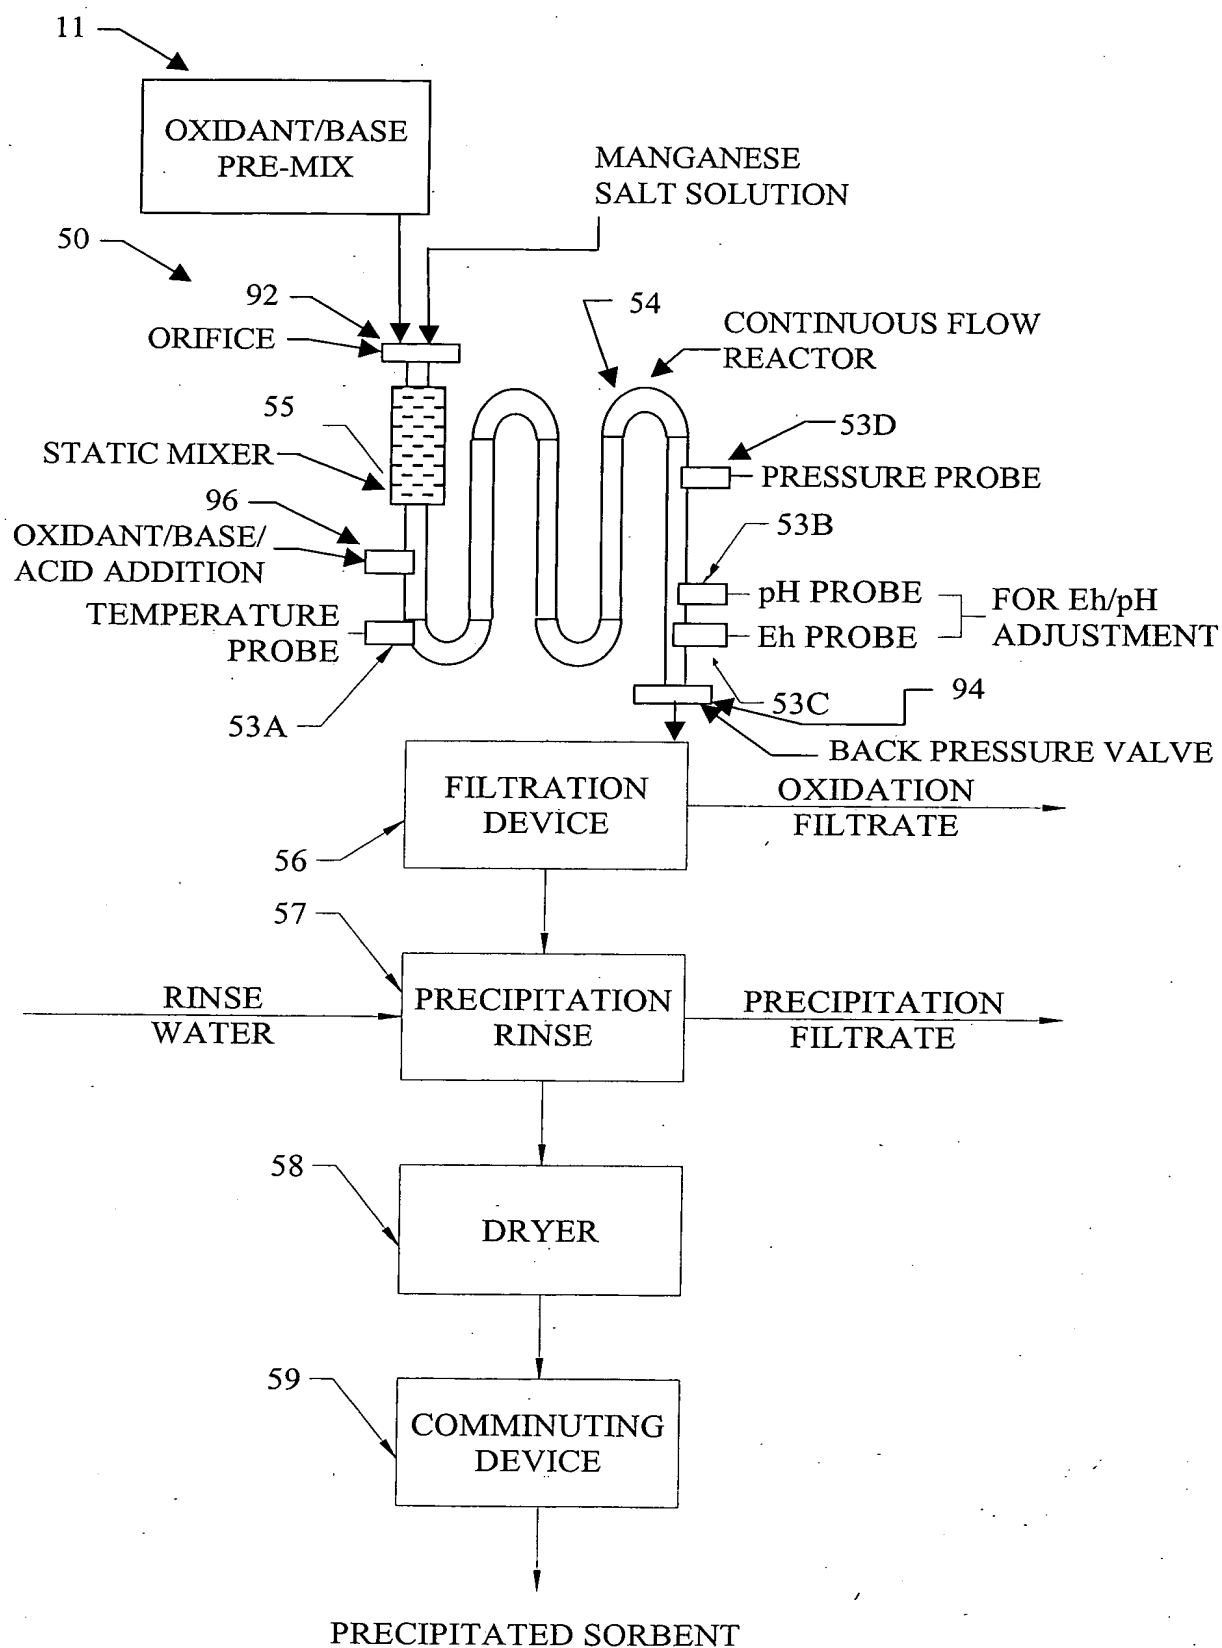 11
OXIDANT/BASE
PRE-MIX
MANGANESE
SALT SOLUTION
50
92
ORIFICE
54
CONTINUOUS FLOW
REACTOR
55
STATIC MIXER
53D
PRESSURE PROBE
96
OXIDANT/BASE/
ACID ADDITION
53B
pH PROBE
Eh PROBE
FOR Eh/pH
ADJUSTMENT
TEMPERATURE
PROBE
53A
53C
94
BACK PRESSURE VALVE
FILTRATION
DEVICE
OXIDATION
FILTRATE
56
57
RINSE
WATER
PRECIPITATION
RINSE
PRECIPITATION
FILTRATE
58
DRYER
59
COMMINUTING
DEVICE
PRECIPITATED SORBENT